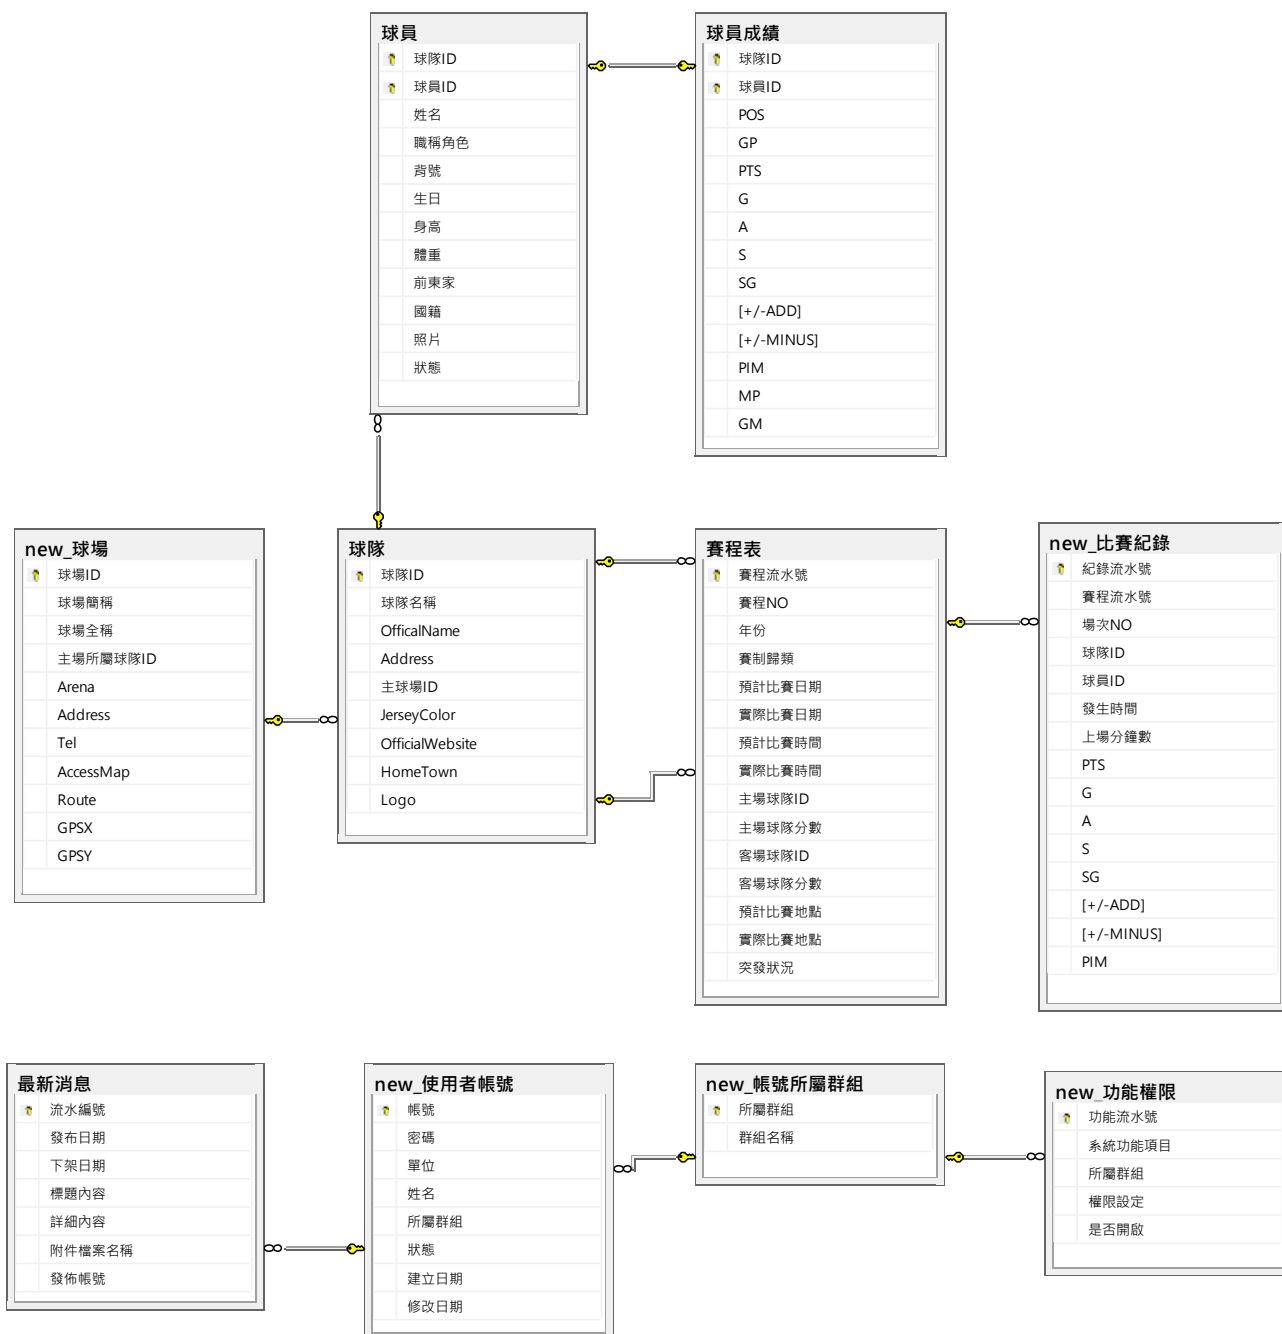 球員
球隊ID
球員ID
姓名
職稱角色
背號
生日
身高
體重
前東家
國籍
照片
狀態
球員成績
球隊ID
球員ID
POS
GP
PTS
G
A
S
SG
[+/-ADD]
[+/-MINUS]
PIM
MP
GM
new_球場
球場ID
球場簡稱
球場全稱
主場所屬球隊ID
Arena
Address
Tel
AccessMap
Route
GPSX
GPSY
球隊
球隊ID
球隊名稱
OfficalName
Address
主球場ID
JerseyColor
OfficialWebsite
HomeTown
Logo
賽程表
賽程流水號
賽程NO
年份
賽制歸類
預計比賽日期
實際比賽日期
預計比賽時間
實際比賽時間
主場球隊ID
主場球隊分數
客場球隊ID
客場球隊分數
預計比賽地點
實際比賽地點
突發狀況
new_比賽紀錄
紀錄流水號
賽程流水號
場次NO
球隊ID
球員ID
發生時間
上場分鐘數
PTS
G
A
S
SG
[+/-ADD]
[+/-MINUS]
PIM
最新消息
流水編號
發布日期
下架日期
標題內容
詳細內容
附件檔案名稱
發佈帳號
new_使用者帳號
帳號
密碼
單位
姓名
所屬群組
狀態
建立日期
修改日期
new_帳號所屬群組
所屬群組
群組名稱
new_功能權限
功能流水號
系統功能項目
所屬群組
權限設定
是否開啟